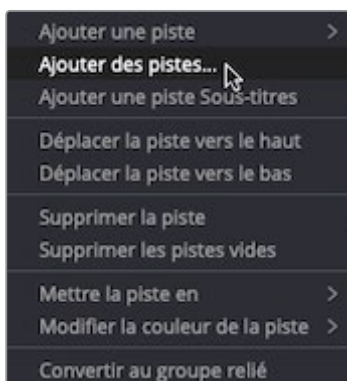 Ajouter une piste >
Ajouter des pistes...
Ajouter une piste Sous-titres
Déplacer la piste vers le haut
Déplacer la piste vers le bas
Supprimer la piste
Supprimer les pistes vides
Mettre la piste en >
Modifier la couleur de la piste >
Convertir au groupe relié